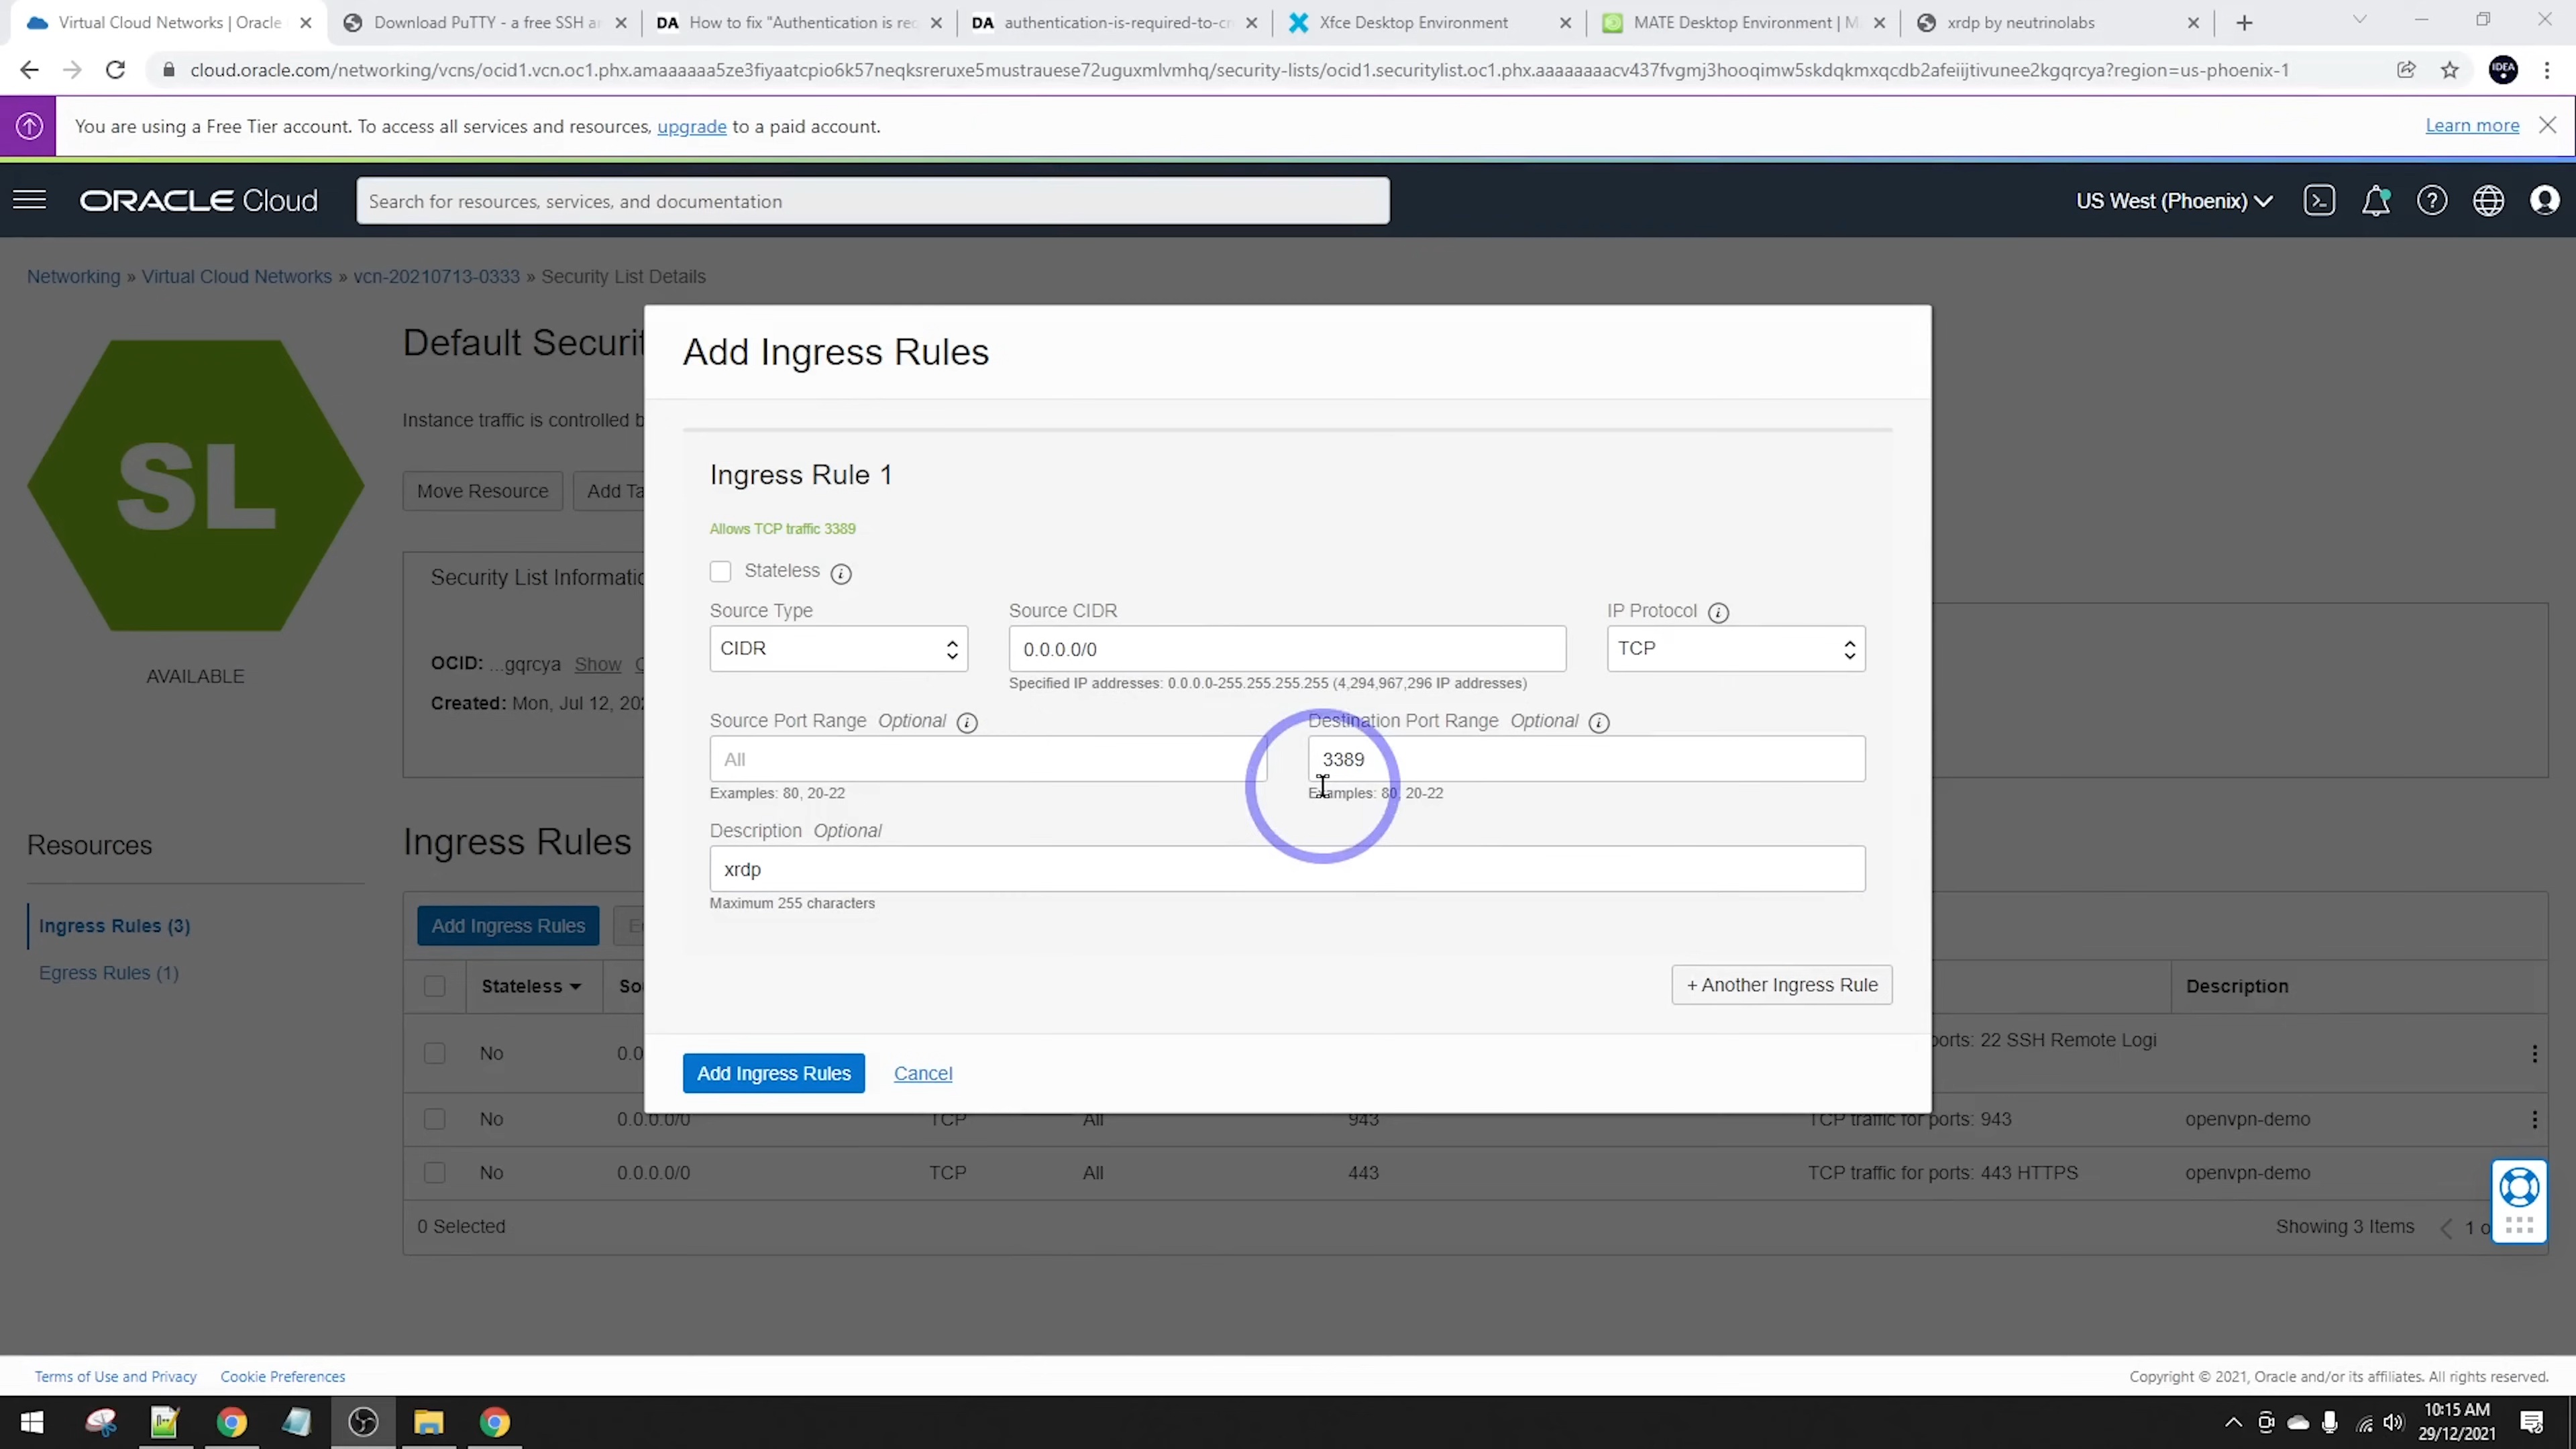 Virtual Cloud Networks | Oracle
Download PuTTY - a free SSH an
DA How to fix "Authentication is rec
DA authentication-is-required-to-cr
Xfce Desktop Environment
MATE Desktop Environment | M
xrdp by neutrinolabs
cloud.oracle.com/networking/vcns/ocid1.vcn.oc1.phx.amaaaaaa5ze3fiyaatcpio6k57neqksreruxe5mustrauese72uguxmlvmhq/security-lists/ocid1.securitylist.oc1.phx.aaaaaaaacv437fvgmj3hooqimw5skdqkmxqcdb2afeiijtivunee2kgqrcya?region=us-phoenix-1
IDEA
You are using a Free Tier account. To access all services and resources, upgrade to a paid account.
Learn more
ORACLE Cloud
Search for resources, services, and documentation
US West (Phoenix)
Networking » Virtual Cloud Networks » vcn-20210713-0333 » Security List Details
SL
AVAILABLE
Default Securit
Instance traffic is controlled b
Move Resource
Add Ta
Security List Informatio
OCID: ...gqrcya Show C
Created: Mon, Jul 12, 202
Add Ingress Rules
Ingress Rule 1
Allows TCP traffic 3389
Stateless
Source Type
Source CIDR
IP Protocol
CIDR
0.0.0.0/0
TCP
Specified IP addresses: 0.0.0.0-255.255.255.255 (4,294,967,296 IP addresses)
Source Port Range Optional
Destination Port Range Optional
All
3389
Examples: 80, 20-22
Examples: 80, 20-22
Description Optional
xrdp
Maximum 255 characters
+ Another Ingress Rule
Add Ingress Rules
Cancel
Resources
Ingress Rules (3)
Egress Rules (1)
Ingress Rules
Add Ingress Rules
Stateless
So
Description
No 0.0 ports: 22 SSH Remote Logi
No 0.0.0.0/0 TCP All 943 TCP traffic for ports: 943 openvpn-demo
No 0.0.0.0/0 TCP All 443 TCP traffic for ports: 443 HTTPS openvpn-demo
0 Selected
Showing 3 Items
1 o
Terms of Use and Privacy
Cookie Preferences
Copyright © 2021, Oracle and/or its affiliates. All rights reserved.
10:15 AM
29/12/2021